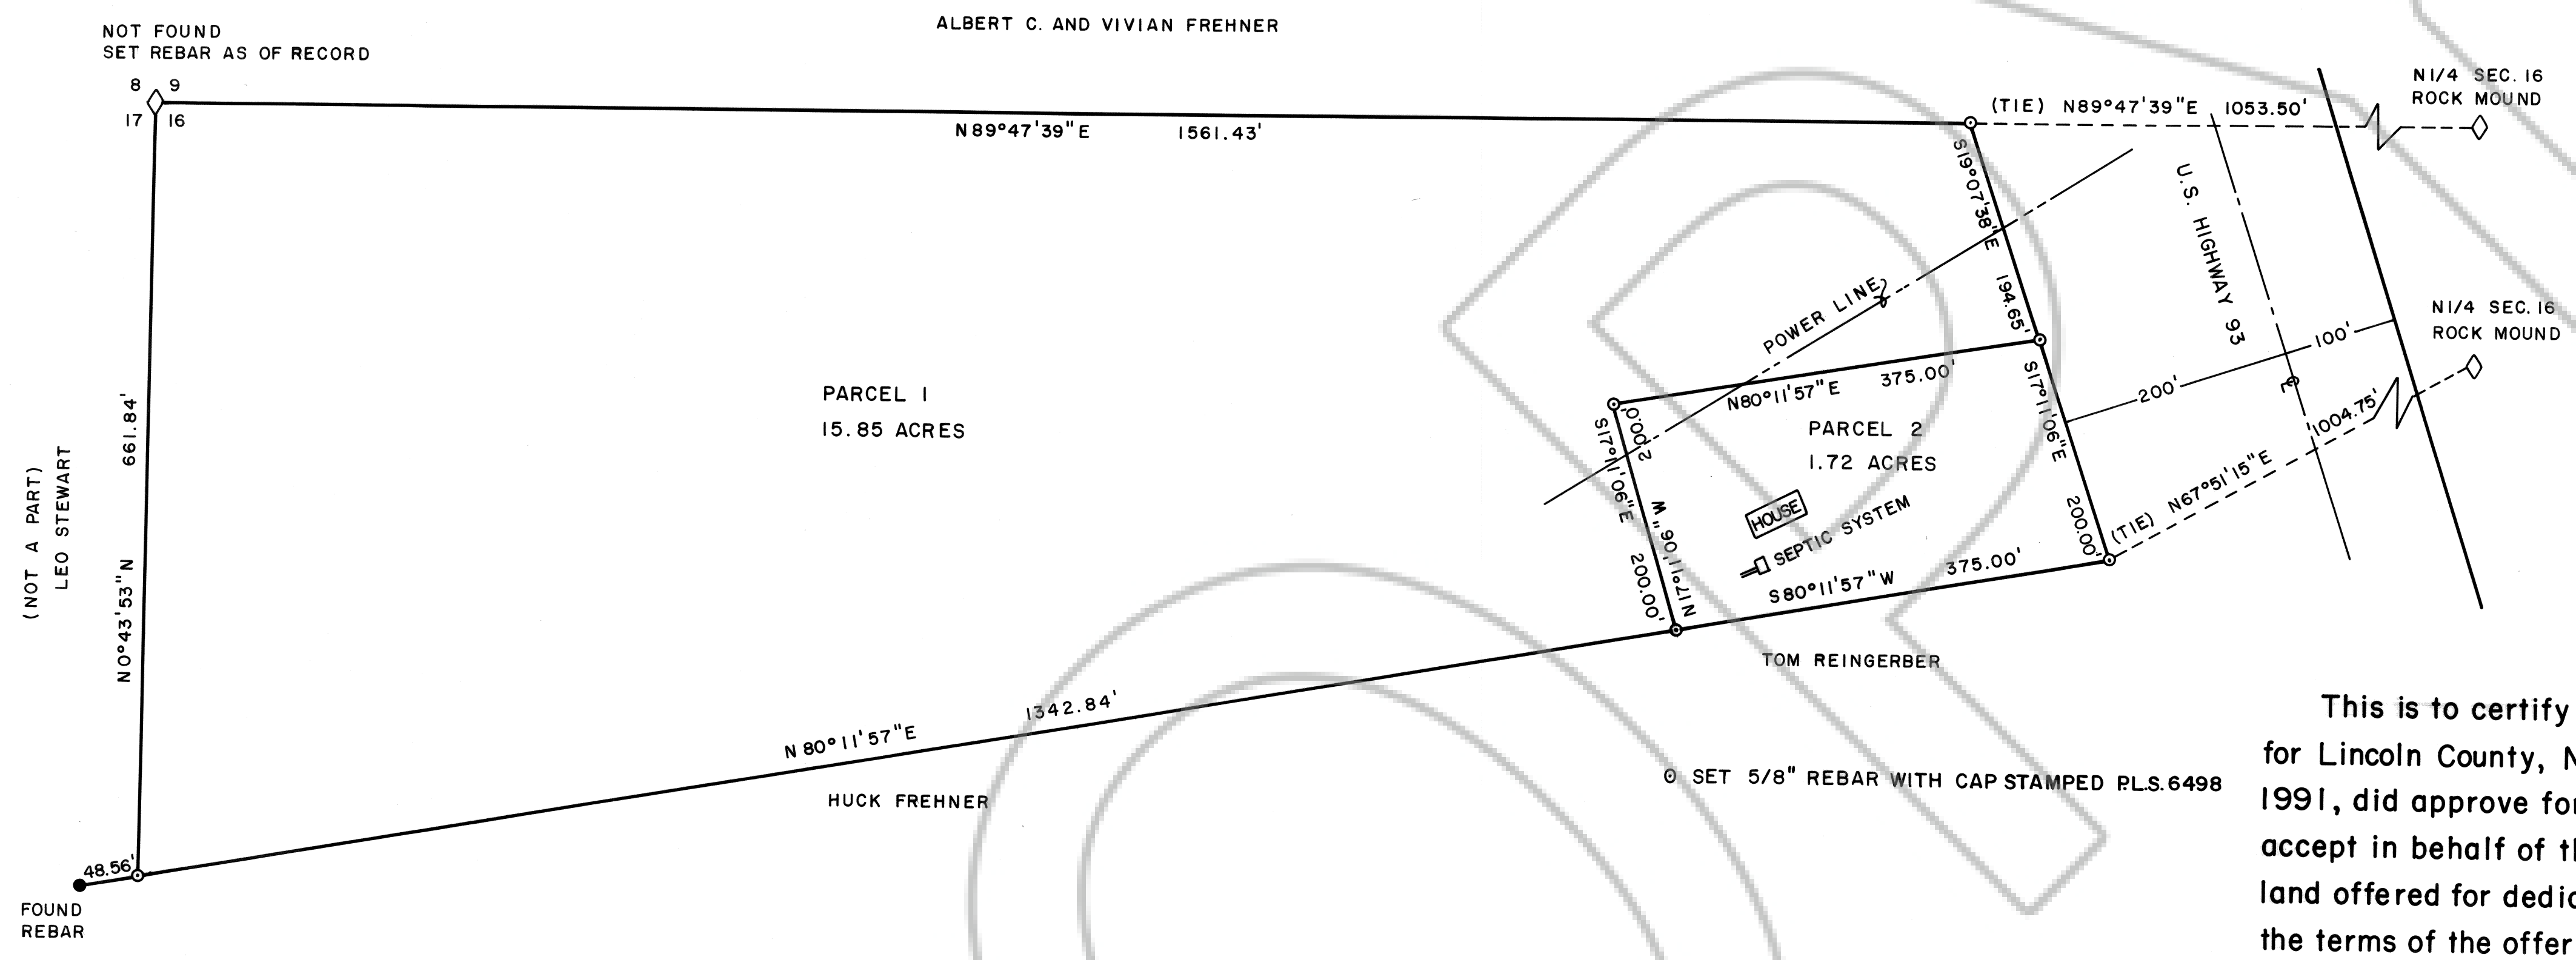 NOT FOUND
SET REBAR AS OF RECORD
ALBERT C. AND VIVIAN FREHNER
8 9
17 16
N89°47'39"E 1561.43'
(TIE) N89°47'39"E 1053.50'
N1/4 SEC. 16
ROCK MOUND
S19°07'38"E 194.65'
U.S. HIGHWAY 93
POWER LINE
100'
200'
N1/4 SEC. 16
ROCK MOUND
N80°11'57"E 375.00'
PARCEL 1
15.85 ACRES
PARCEL 2
1.72 ACRES
S17°11'06"E 200.00'
200.0'
S17°11'06"E 200.00'
N17°11'06"W
HOUSE
SEPTIC SYSTEM
S80°11'57"W 375.00'
(TIE) N67°51'15"E 1004.75'
661.84'
N0°43'53"N
(NOT A PART)
LEO STEWART
TOM REINGERBER
N80°11'57"E 1342.84'
HUCK FREHNER
SET 5/8" REBAR WITH CAP STAMPED P.L.S. 6498
48.56'
FOUND
REBAR
This is to certify
for Lincoln County, N
1991, did approve for
accept in behalf of th
land offered for dedic
the terms of the offer